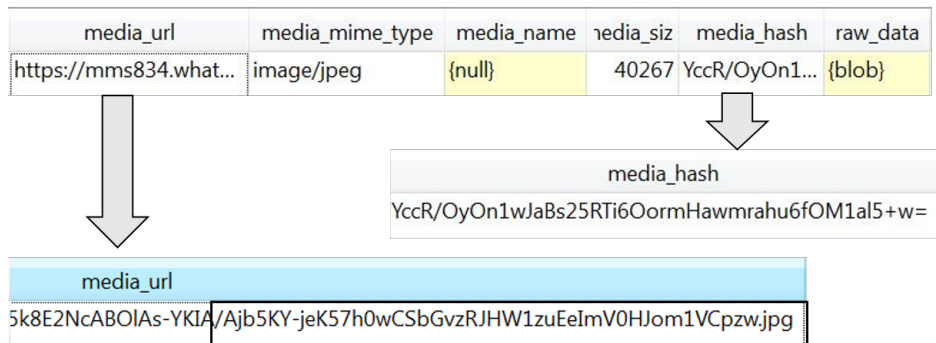 media_url media_mime_type media_name nedia_siz media_hash raw_data
https://mms834.what... image/jpeg {null} 40267 YccR/OyOn1... {blob}
media_hash
YccR/OyOn1wJaBs25RTi6OormHawmrahu6fOM1al5+w=
media_url
5k8E2NcABOlAs-YKIA/Ajb5KY-jeK57h0wCSbGvzRJHW1zuEeImV0HJom1VCpzw.jpg